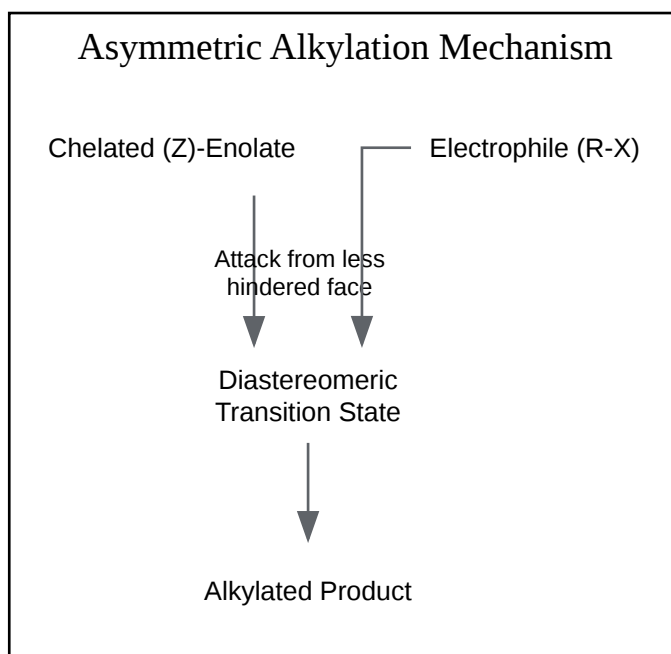 Asymmetric Alkylation Mechanism
Chelated (Z)-Enolate
Electrophile (R-X)
Attack from less
hindered face
Diastereomeric
Transition State
Alkylated Product